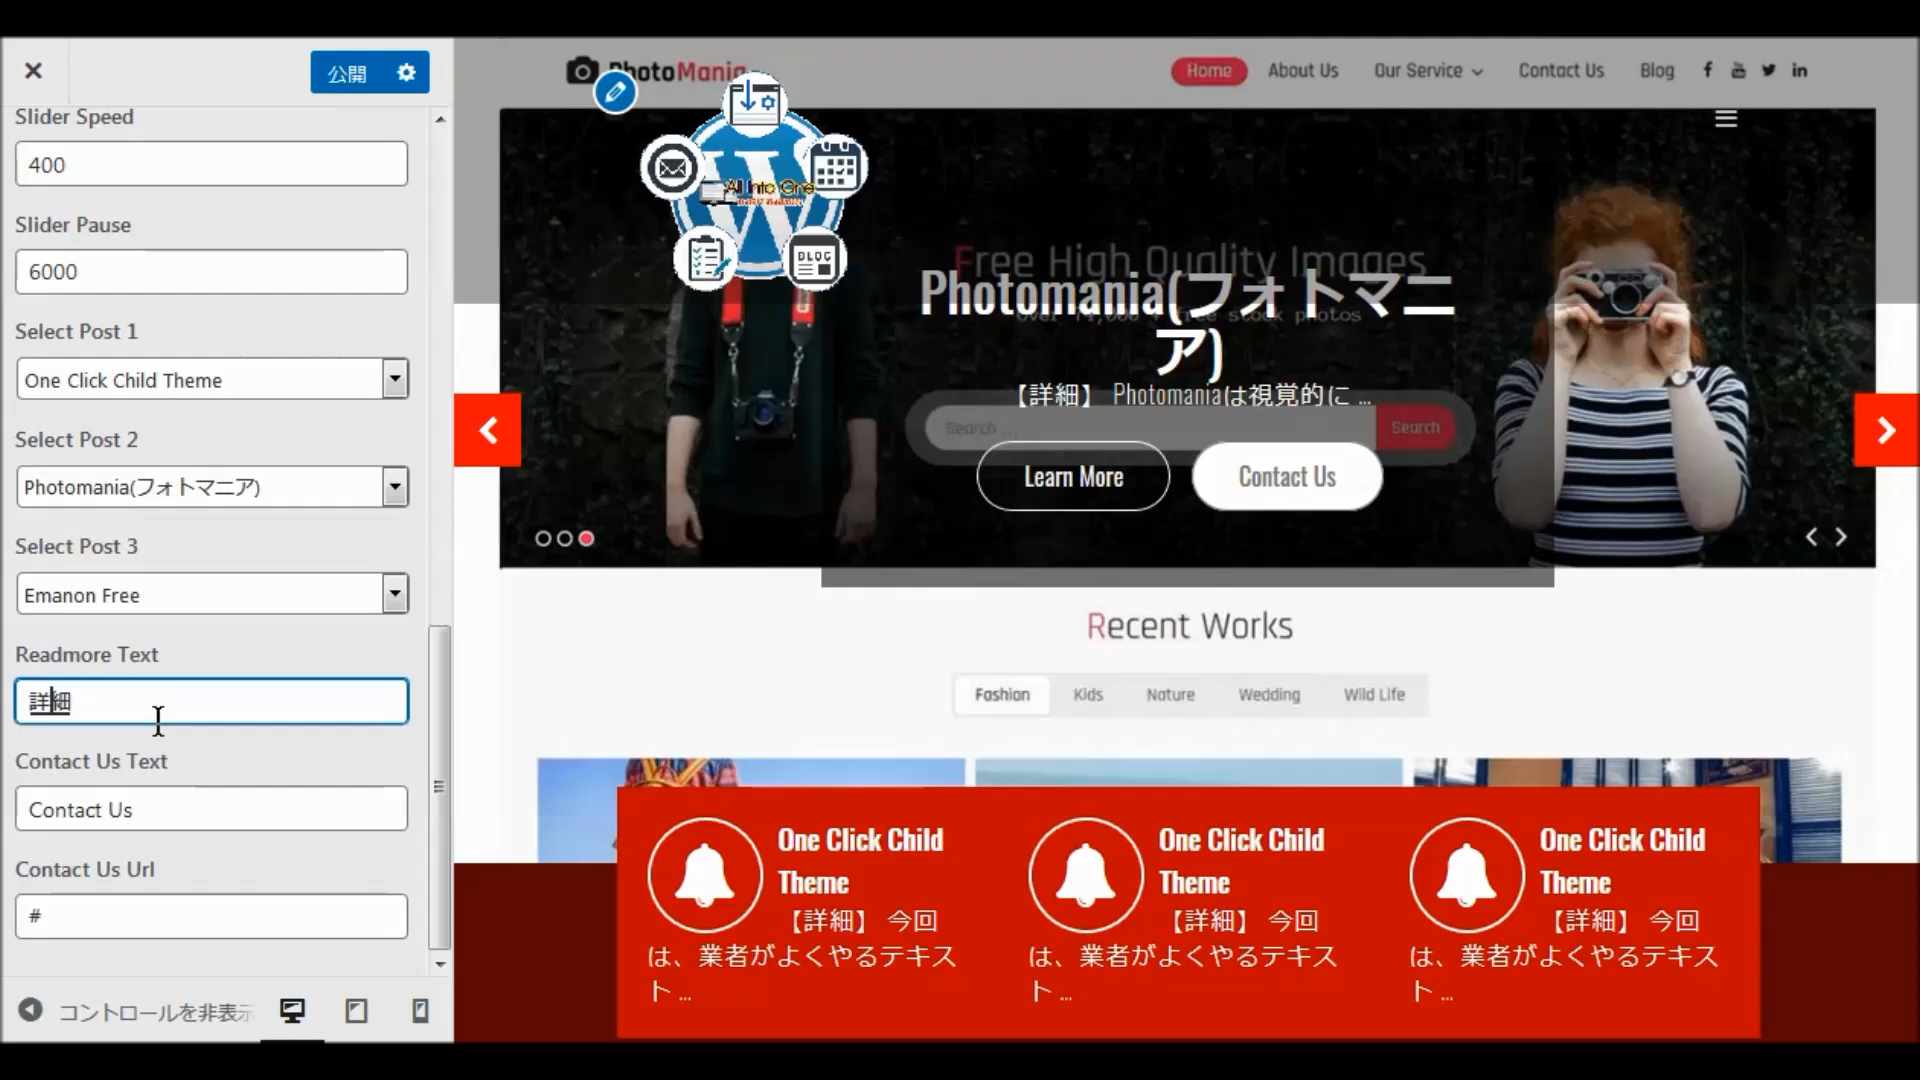 公開
Slider Speed
400
Slider Pause
6000
Select Post 1
One Click Child Theme
Select Post 2
Photomania(フォトマニア)
Select Post 3
Emanon Free
Readmore Text
詳細
Contact Us Text
Contact Us
Contact Us Url
#
コントロールを非表示
PhotoMania
Home
About Us
Our Service
Contact Us
Blog
All Into One
BLOG
Free High Quality Images
free stock photos
Photomania(フォトマニ
ア)
【詳細】 Photomaniaは視覚的に ...
Search ...
Search
Learn More
Contact Us
Recent Works
Fashion
Kids
Nature
Wedding
Wild Life
One Click Child
Theme
【詳細】 今回
は、業者がよくやるテキス
ト ...
One Click Child
Theme
【詳細】 今回
は、業者がよくやるテキス
ト ...
One Click Child
Theme
【詳細】 今回
は、業者がよくやるテキス
ト ...